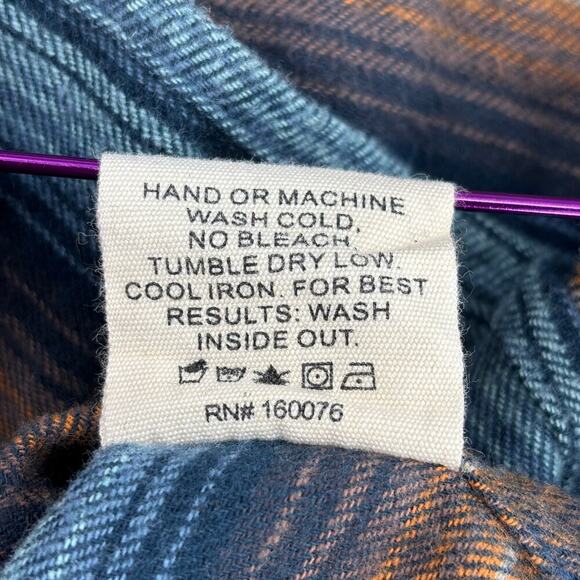 HAND OR MACHINE
WASH COLD,
NO BLEACH.
TUMBLE DRY LOW.
COOL IRON. FOR BEST
RESULTS: WASH
INSIDE OUT.
RN# 160076